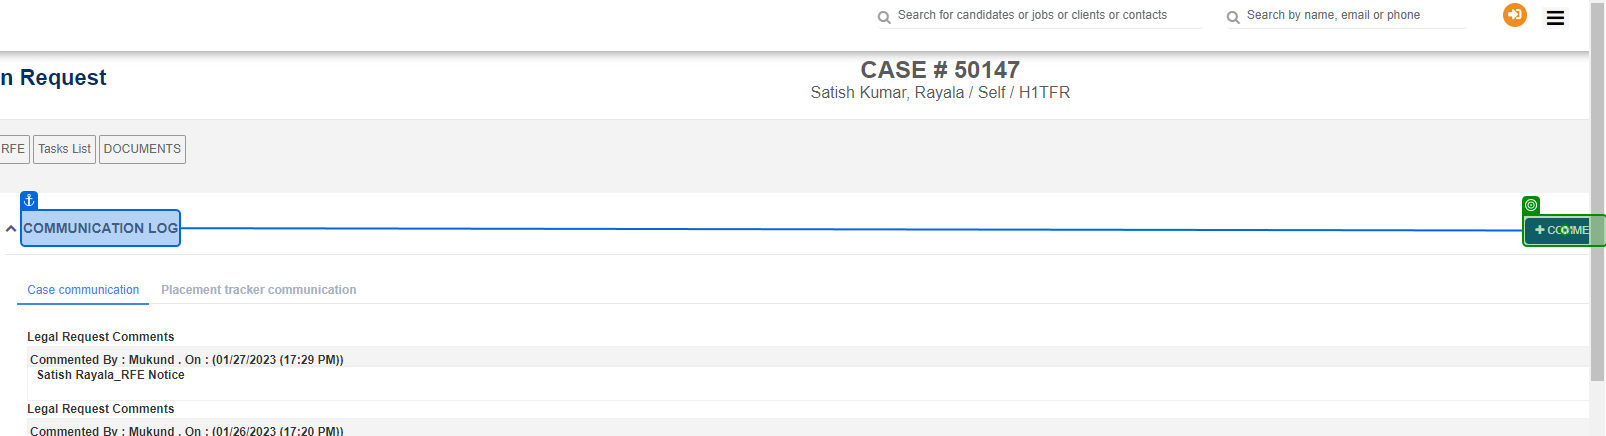 Search for candidates or jobs or clients or contacts
Search by name, email or phone
n Request
CASE # 50147
Satish Kumar, Rayala / Self / H1TFR
RFE
Tasks List
DOCUMENTS
COMMUNICATION LOG
Case communication
Placement tracker communication
Legal Request Comments
Commented By : Mukund . On : (01/27/2023 (17:29 PM))
Satish Rayala_RFE Notice
Legal Request Comments
Commented By : Mukund . On : (01/26/2023 (17:20 PM))